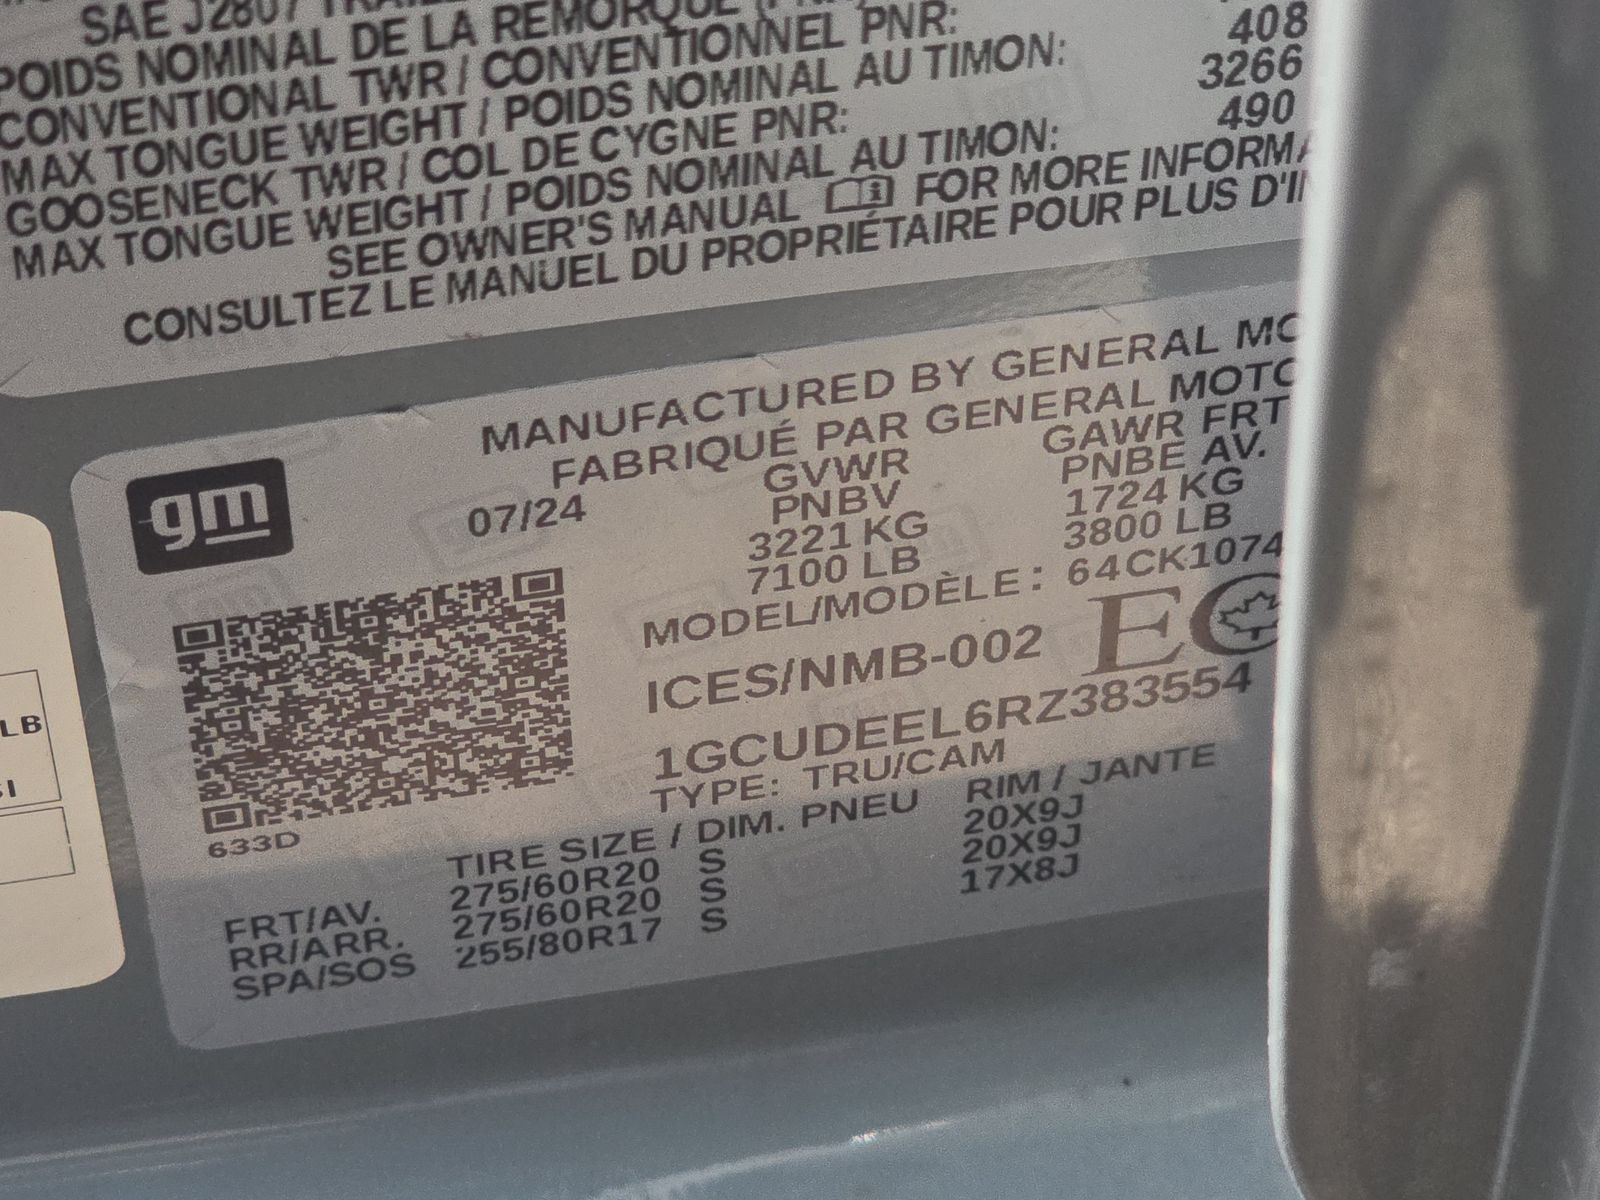 SAE J2807
POIDS NOMINAL DE LA REMORQUE
CONVENTIONAL TWR / CONVENTIONNEL PNR:
408
MAX TONGUE WEIGHT / POIDS NOMINAL AU TIMON:
3266
GOOSENECK TWR / COL DE CYGNE PNR:
490
MAX TONGUE WEIGHT / POIDS NOMINAL AU TIMON:
SEE OWNER'S MANUAL FOR MORE
CONSULTEZ LE MANUEL DU PROPRIÉTAIRE POUR PLUS
LB
gm
MANUFACTURED BY GENERAL
FABRIQUÉ PAR GENERAL
07/24
GVWR GAWR FRT
PNBV PNBE AV.
3221 KG 1724 KG
7100 LB 3800 LB
MODEL/MODÈLE: 64CK1074
ICES/NMB-002
1GCUDEEL6RZ383554
TYPE: TRU/CAM
633D
TIRE SIZE / DIM. PNEU RIM / JANTE
FRT/AV. 275/60R20 S 20X9J
RR/ARR. 275/60R20 S 20X9J
SPA/SOS 255/80R17 S 17X8J